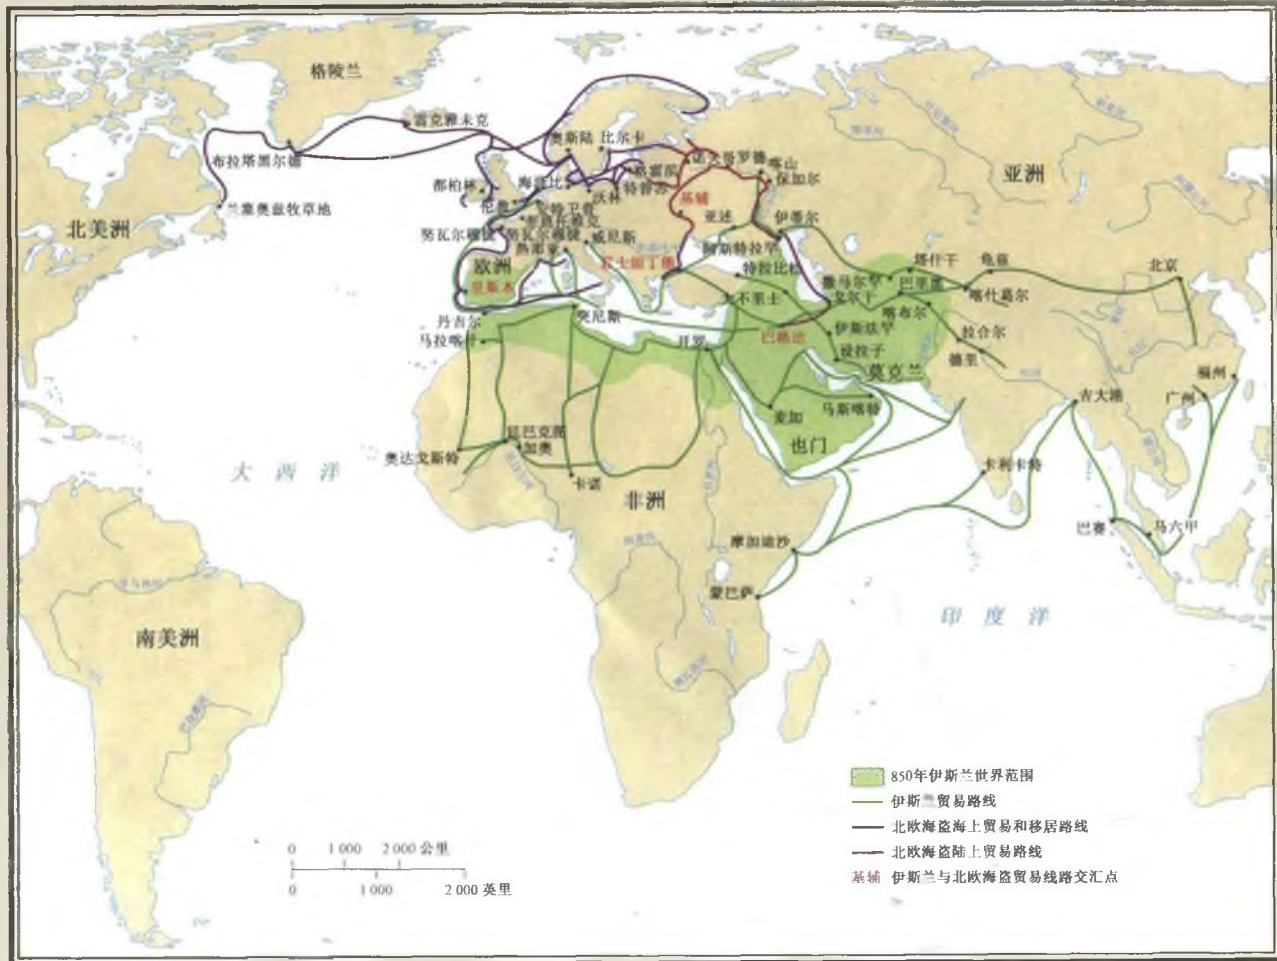 格陵兰
雷克雅未克
奥斯陆 比尔卡
布拉塔黑尔德
诺夫哥罗德
喀山
保加尔
亚洲
都柏林
兰塞奥兹牧草地
北美洲
沃林
基辅
亚速
伊蒂尔
威尼斯
阿斯特拉罕
欧洲
里斯本
君士坦丁堡
特拉比松
塔什干
龟兹
北京
撒马尔罕
巴里黑
喀什葛尔
大不里士
戈尔干
喀布尔
丹吉尔
突尼斯
伊斯法罕
拉合尔
马拉喀什
开罗
巴格达
设拉子
德里
莫克兰
福州
广州
麦加
马斯喀特
吉大港
也门
廷巴克图
加奥
奥达戈斯特
大西洋
卡诺
非洲
卡利卡特
巴赛
马六甲
摩加迪沙
蒙巴萨
印度洋
南美洲
850年伊斯兰世界范围
伊斯兰贸易路线
北欧海盗海上贸易和移居路线
北欧海盗陆上贸易路线
基辅 伊斯兰与北欧海盗贸易线路交汇点
0 1 000 2 000 公里
0 1 000 2 000 英里